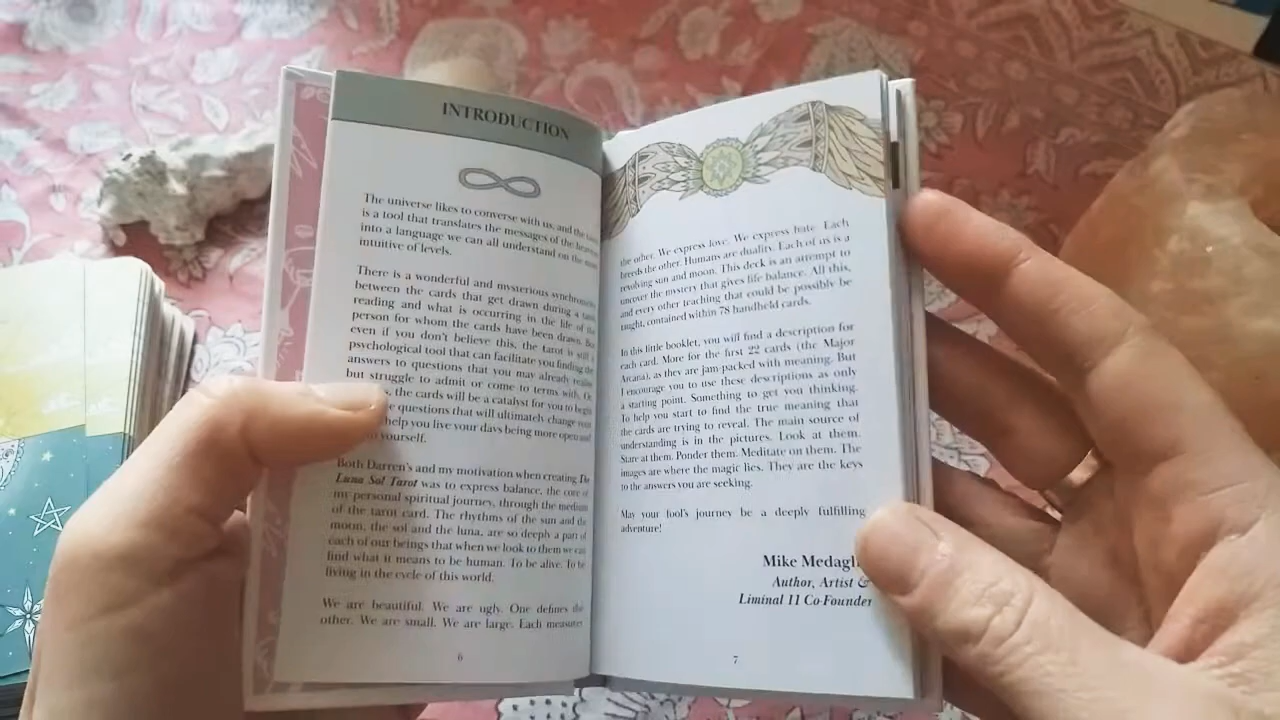 INTRODUCTION
The universe likes to converse with us, and the
is a tool that translates the messages of the
into a language we can all understand on the
intuitive of levels.
There is a wonderful and mysterious
between the cards that get drawn during a
reading and what is occurring in the life of the
person for whom the cards have been drawn. But
even if you don't believe this, the tarot is still a
psychological tool that can facilitate you finding the
answers to questions that you may already realise
but struggle to admit or come to terms with. Or
the cards will be a catalyst for you to begin
questions that will ultimately change your
help you live your days being more open and
yourself.
Both Darren's and my motivation when creating The
Luna Sol Tarot was to express balance, the core of
my personal spiritual journey, through the medium
of the tarot card. The rhythms of the sun and the
moon, the sol and the luna, are so deeply a part of
each of our beings that when we look to them we can
find what it means to be human. To be alive. To be
living in the cycle of this world.
We are beautiful. We are ugly. One defines the
other. We are small. We are large. Each measures
6
the other. We express love. We express hate. Each
breeds the other. Humans are duality. Each of us is a
revolving sun and moon. This deck is an attempt to
uncover the mystery that gives life balance. All this,
and every other teaching that could be possibly be
taught, contained within 78 handheld cards.
In this little booklet, you will find a description for
each card. More for the first 22 cards (the Major
Arcana), as they are jam-packed with meaning. But
I encourage you to use these descriptions as only
a starting point. Something to get you thinking.
To help you start to find the true meaning that
the cards are trying to reveal. The main source of
understanding is in the pictures. Look at them.
Stare at them. Ponder them. Meditate on them. The
images are where the magic lies. They are the keys
to the answers you are seeking.
May your fool's journey be a deeply fulfilling
adventure!
Mike
Author, Artist &
Liminal 11 Co-Founder
7